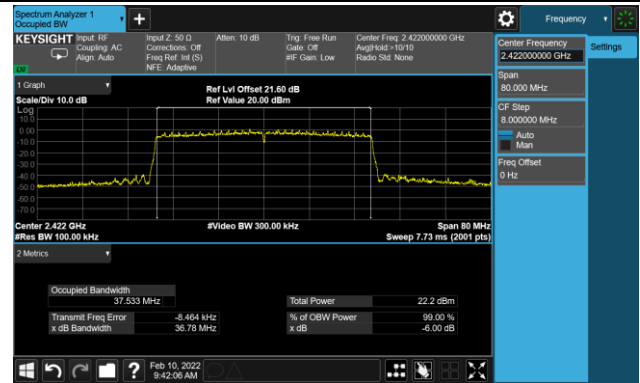 Spectrum Analyzer 1
Occupied BW
+
Frequency
KEYSIGHT
Input: RF
Coupling: AC
Align: Auto
Input Z: 50 Ω
Corrections: Off
Freq Ref: Int (S)
NFE: Adaptive
Atten: 10 dB
Trig: Free Run
Gate: Off
#IF Gain: Low
Center Freq: 2.422000000 GHz
Avg|Hold:>10/10
Radio Std: None
LXI
Center Frequency
2.422000000 GHz
Settings
Span
80.000 MHz
CF Step
8.000000 MHz
Auto
Man
Freq Offset
0 Hz
1 Graph
Scale/Div 10.0 dB
Ref Lvl Offset 21.60 dB
Ref Value 20.00 dBm
Log
10.0
0.00
-10.0
-20.0
-30.0
-40.0
-50.0
-60.0
-70.0
Center 2.422 GHz
#Res BW 100.00 kHz
#Video BW 300.00 kHz
Span 80 MHz
Sweep 7.73 ms (2001 pts)
2 Metrics
Occupied Bandwidth
37.533 MHz
Total Power 22.2 dBm
Transmit Freq Error -8.464 kHz
% of OBW Power 99.00 %
x dB Bandwidth 36.78 MHz
x dB -6.00 dB
?
Feb 10, 2022
9:42:06 AM